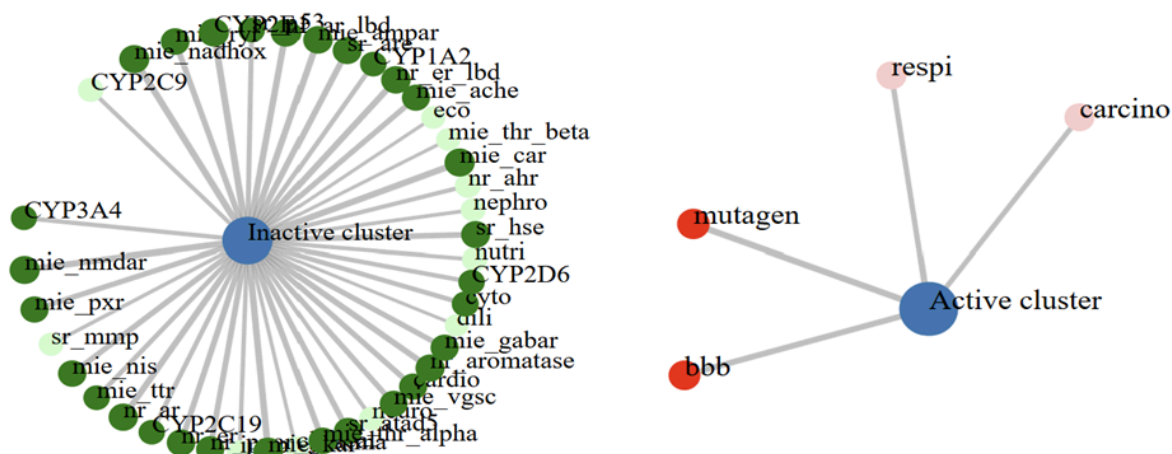 CYP2E1
mie_ampar
sr_are
mie_nadhox
CYP1A2
CYP2C9
nr_er_lbd
mie_ache
eco
mie_thr_beta
mie_car
nr_ahr
nephro
CYP3A4
Inactive cluster
sr_hse
nutri
mie_nmdar
CYP2D6
cyto
mie_pxr
dili
sr_mmp
mie_gabar
nr_aromatase
mie_nis
cardio
mie_ttr
mie_vgsc
nr_ar
neuro
CYP2C19
sr_atad5
mie_thr_alpha
respi
carcino
mutagen
Active cluster
bbb